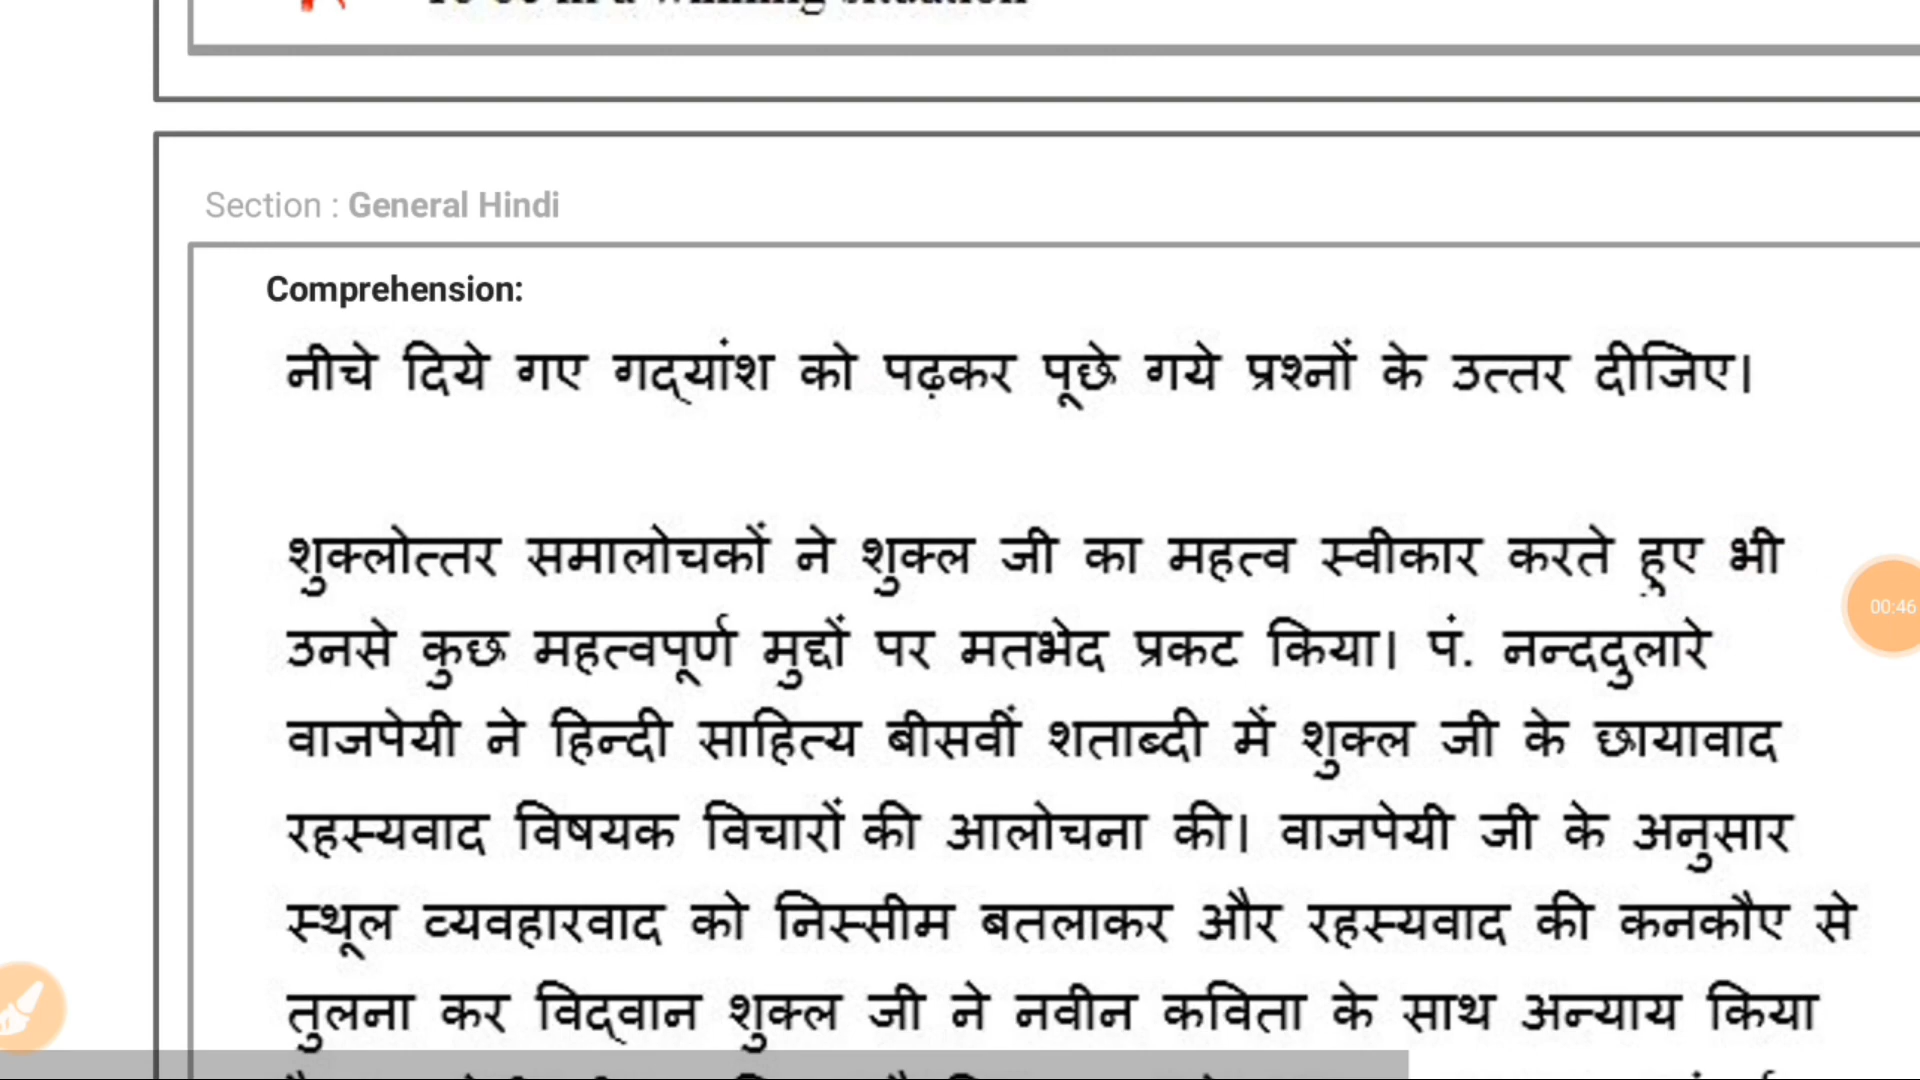 Section : General Hindi
Comprehension:
नीचे दिये गए गद्यांश को पढ़कर पूछे गये प्रश्नों के उत्तर दीजिए।
शुक्लोत्तर समालोचकों ने शुक्ल जी का महत्व स्वीकार करते हुए भी
उनसे कुछ महत्वपूर्ण मुद्दों पर मतभेद प्रकट किया। पं. नन्ददुलारे
वाजपेयी ने हिन्दी साहित्य बीसवीं शताब्दी में शुक्ल जी के छायावाद
रहस्यवाद विषयक विचारों की आलोचना की। वाजपेयी जी के अनुसार
स्थूल व्यवहारवाद को निस्सीम बतलाकर और रहस्यवाद की कनकौए से
तुलना कर विद्वान शुक्ल जी ने नवीन कविता के साथ अन्याय किया
00:46